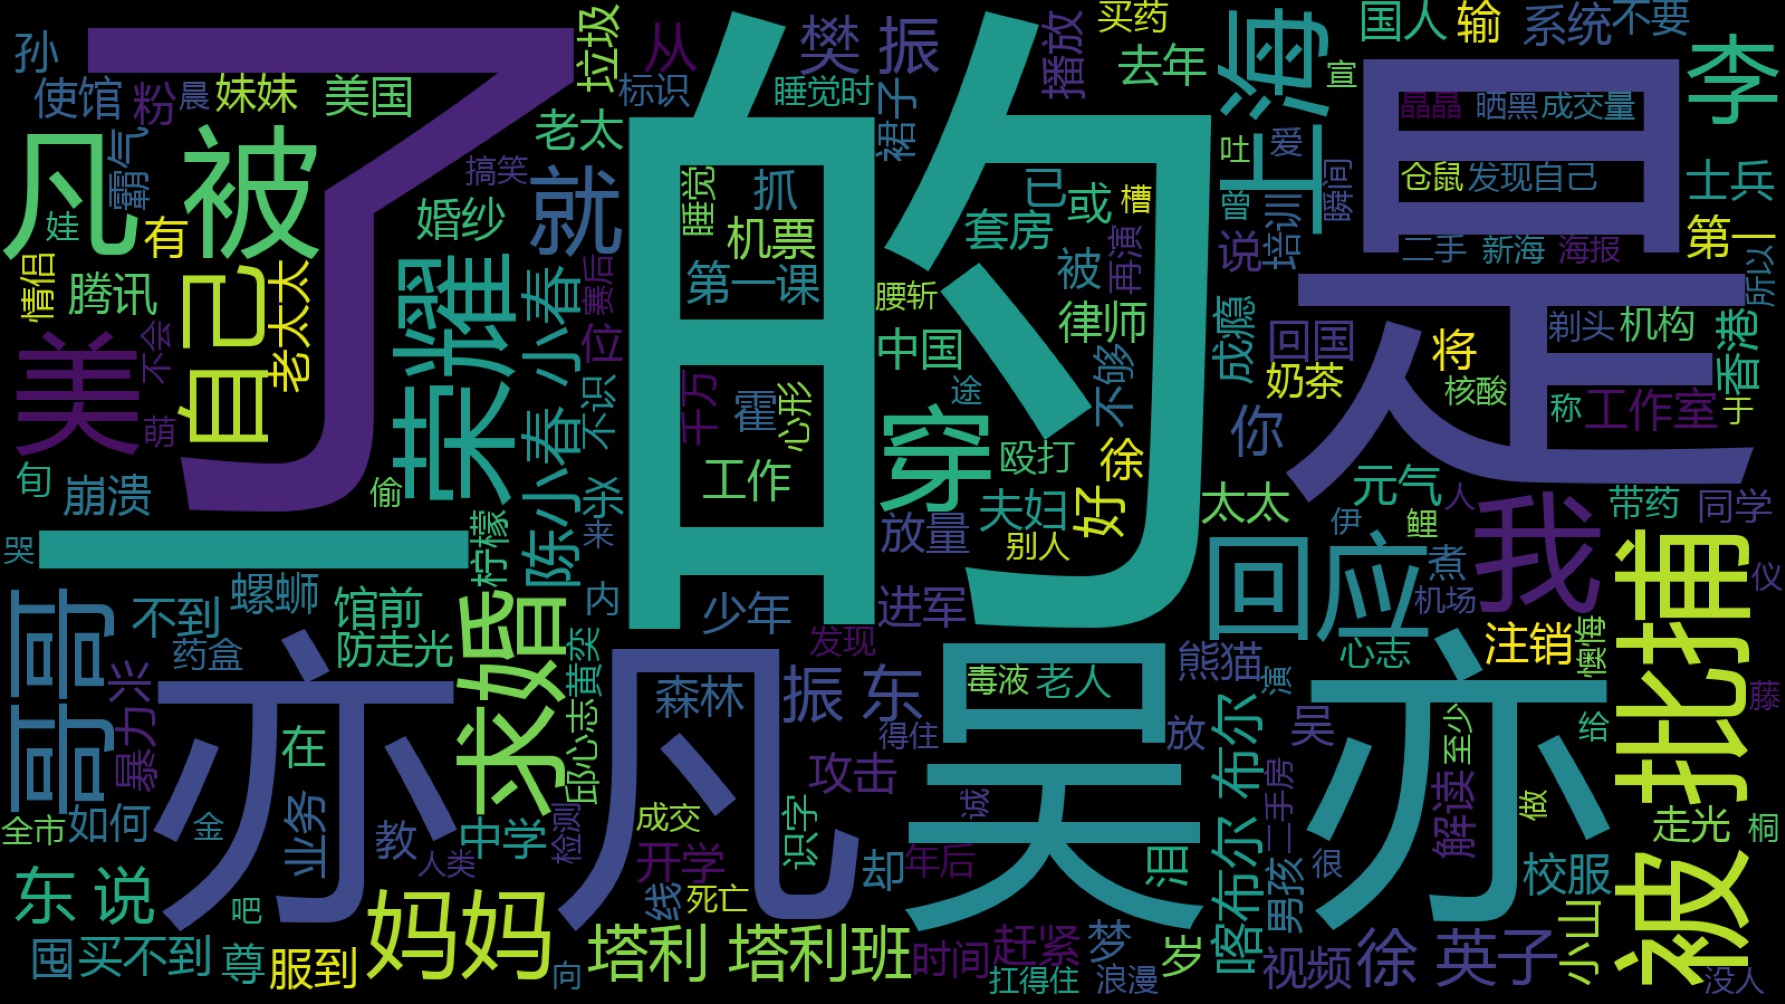 了
的
是
孙
使馆
粉
晨
妹妹
美国
垃圾
从
标识
樊 振
睡觉时
裙子
播放
买药
去年
上海
宣
国人
输
系统
不要
李
晶晶
晒黑
成交量
仓鼠
发现自己
士兵
第一
二手
新海
海报
所以
凡 被
霸气
娃
有
老太
搞笑
婚纱
就
睡觉
抓
机票
第一课
已
或
槽
套房
再演
被
腰斩
中国
律师
吐
爱
曾
培训
瞬间
说
情侣
腾讯
自己
老太太
荣耀
赛后
位
陈小春 小春
不识
美
不会
萌
千万
霍
心形
工作
穿
途
不够
殴打
徐
好
成瘾
回国
奶茶
你
将
核酸
剃头
机构
香港
称
工作室
于
旬
崩溃
偷
杀
来
柠檬
夫妇
放量
别人
太太
元气
人
带药
同学
伊
鲤
煮
机场
我
哭
一
哥哥
不到
螺蛳
馆前
药盒
防走光
求婚
内
少年
进军
发现
回应
心志
注销
懊悔
被 批捕
仪
暴力
兴
亦 凡
在
业务
邱心志
黄奕
森林
振 东
毒液
老人
得住
熊猫
演
放
吴 亦
吴
至少
给
藤
如何
全市
金
教
人类
中学
检测
成交
开学
识字
攻击
诚
却
年后
泪
喀布尔 布尔
二手房
男孩
很
解读
做
走光
桐
校服
东 说
吧
囤
买不到
尊
服到
妈妈
线
死亡
向
塔利 塔利班
时间
赶紧
扛得住
梦
浪漫
岁
视频
徐 英子
小山
没人